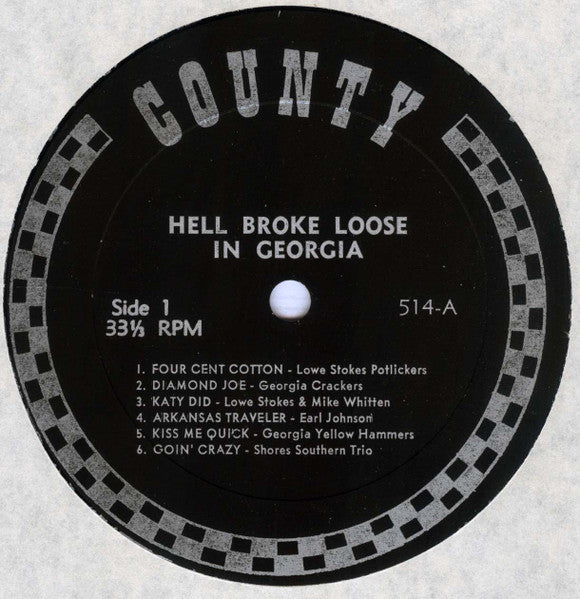 COUNTY
HELL BROKE LOOSE
IN GEORGIA
Side 1
33⅓ RPM
514-A
1. FOUR CENT COTTON - Lowe Stokes Potlickers
2. DIAMOND JOE - Georgia Crackers
3. KATY DID - Lowe Stokes & Mike Whitten
4. ARKANSAS TRAVELER - Earl Johnson
5. KISS ME QUICK - Georgia Yellow Hammers
6. GOIN' CRAZY - Shores Southern Trio